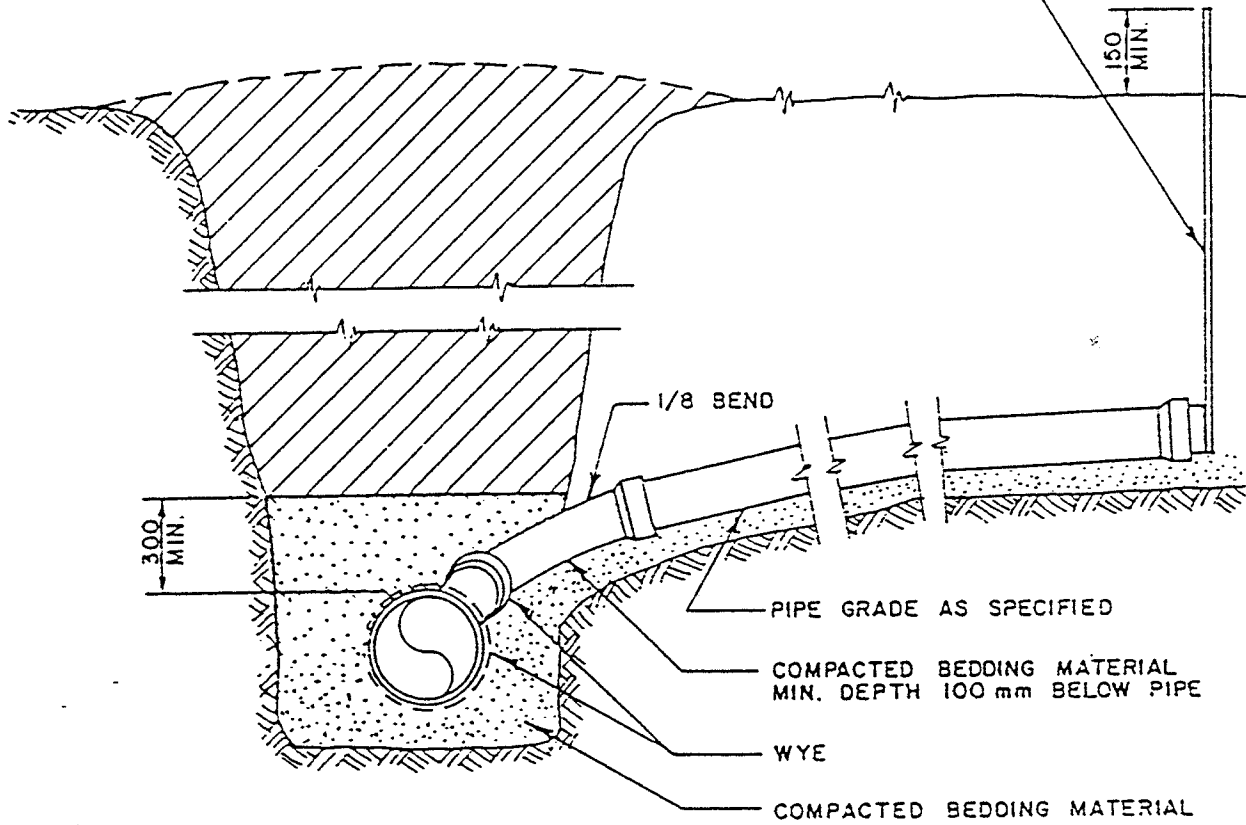 150
MIN.
1/8 BEND
300
MIN.
PIPE GRADE AS SPECIFIED
COMPACTED BEDDING MATERIAL
MIN. DEPTH 100 mm BELOW PIPE
WYE
COMPACTED BEDDING MATERIAL